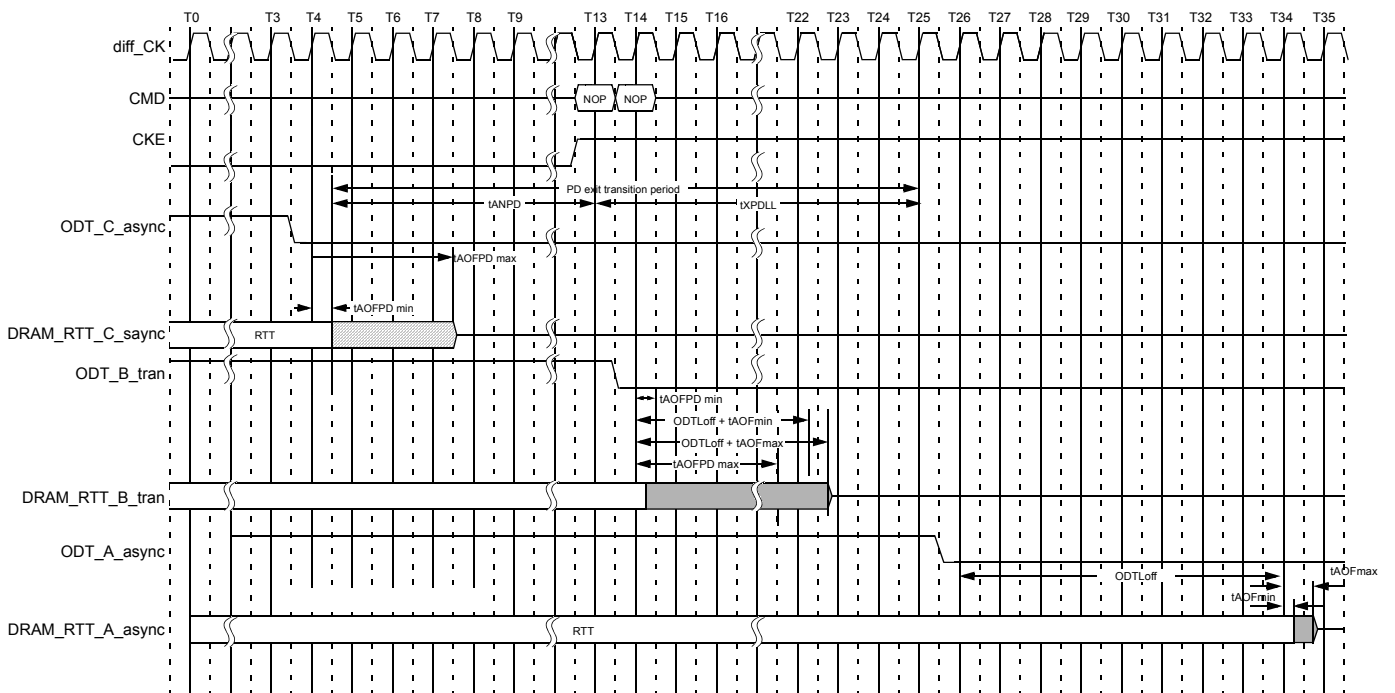 T0 T3 T4 T5 T6 T7 T8 T9 T13 T14 T15 T16 T22 T23 T24 T25 T26 T27 T28 T29 T30 T31 T32 T33 T34 T35
diff_CK
CMD NOP NOP
CKE
PD exit transition period
tANPD tXPDLL
ODT_C_async
tAOFPD max
tAOFPD min
DRAM_RTT_C_sync RTT
ODT_B_tran
tAOFPD min
ODTLoff + tAOFmin
ODTLoff + tAOFmax
tAOFPD max
DRAM_RTT_B_tran
ODT_A_async
ODTLoff tAOFmax
tAOFmin
DRAM_RTT_A_async RTT